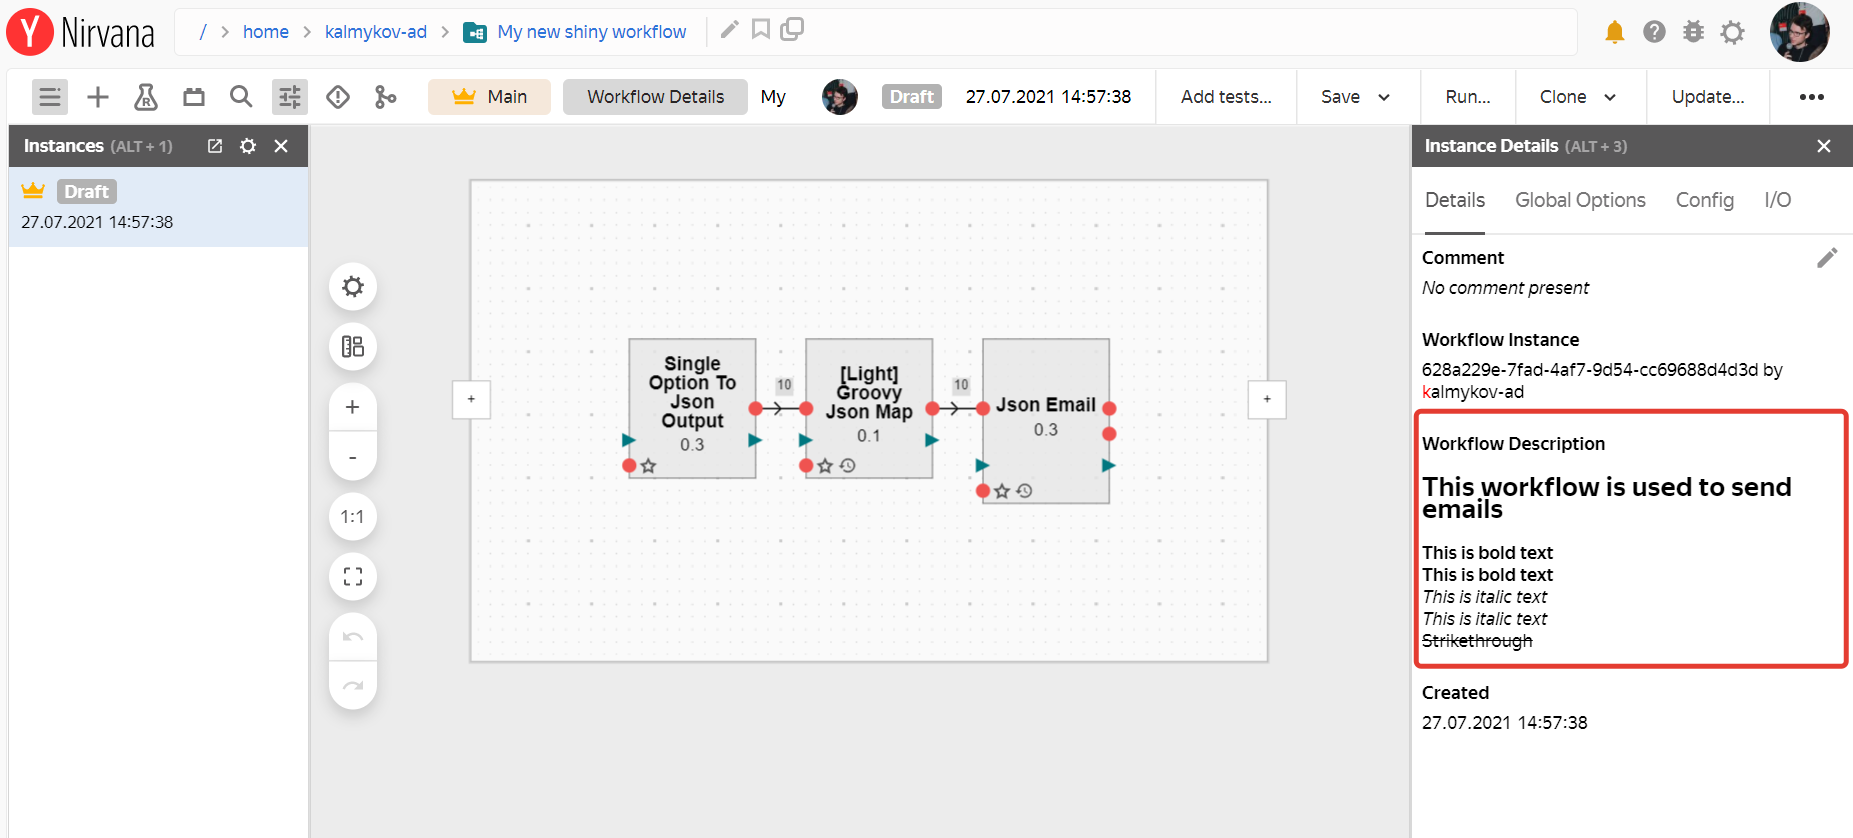 Y Nirvana
/ > home > kalmykov-ad > My new shiny workflow
Main
Workflow Details
My
Draft
27.07.2021 14:57:38
Add tests...
Save
Run...
Clone
Update...
Instances (ALT + 1)
Draft
27.07.2021 14:57:38
+
-
1:1
+
Single
Option To
Json
Output
0.3
10
[Light]
Groovy
Json Map
0.1
10
Json Email
0.3
+
Instance Details (ALT + 3)
Details
Global Options
Config
I/O
Comment
No comment present
Workflow Instance
628a229e-7fad-4af7-9d54-cc69688d4d3d by
kalmykov-ad
Workflow Description
This workflow is used to send
emails
This is bold text
This is bold text
This is italic text
This is italic text
Strikethrough
Created
27.07.2021 14:57:38